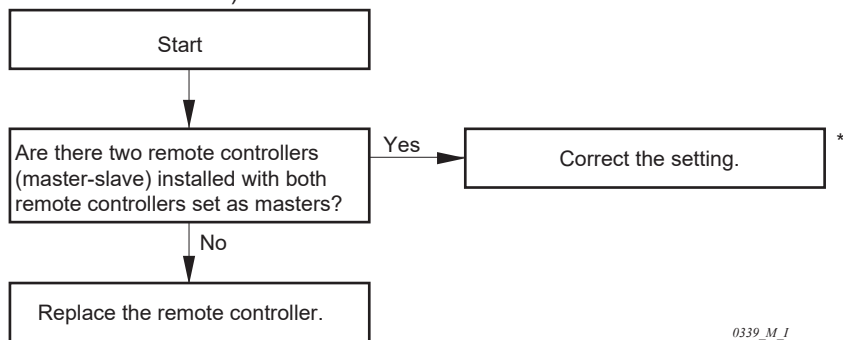 Start
Are there two remote controllers
(master-slave) installed with both
remote controllers set as masters?
Yes
Correct the setting.
*
No
Replace the remote controller.
0339_M_I